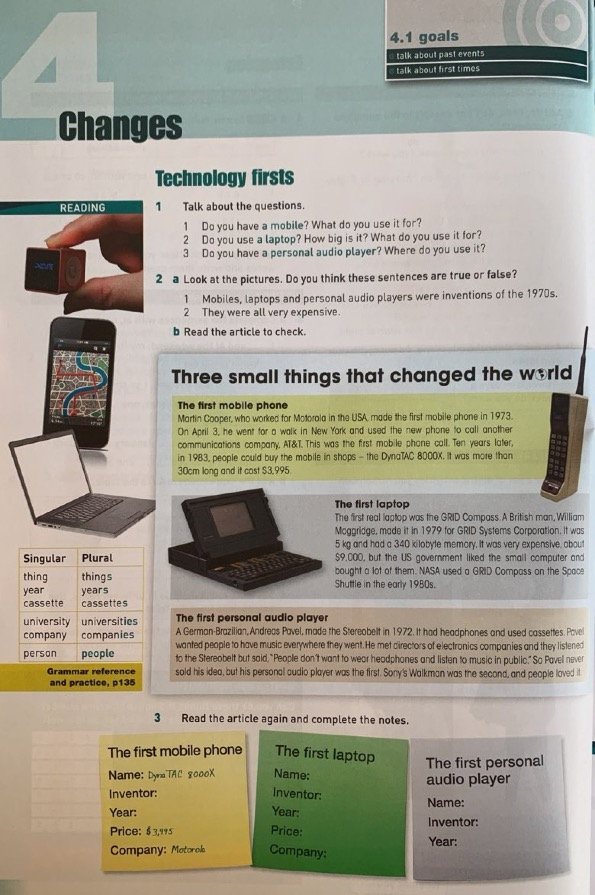 4
4.1 goals
talk about past events
talk about first times
Changes
Technology firsts
READING
1 Talk about the questions.
1 Do you have a mobile? What do you use it for?
2 Do you use a laptop? How big is it? What do you use it for?
3 Do you have a personal audio player? Where do you use it?
2 a Look at the pictures. Do you think these sentences are true or false?
1 Mobiles, laptops and personal audio players were inventions of the 1970s.
2 They were all very expensive.
b Read the article to check.
Three small things that changed the world
The first mobile phone
Martin Cooper, who worked for Motorola in the USA, made the first mobile phone in 1973.
On April 3, he went for a walk in New York and used the new phone to call another
communications company, AT&T. This was the first mobile phone call. Ten years later,
in 1983, people could buy the mobile in shops – the DynaTAC 8000X. It was more than
30cm long and it cost $3,995.
The first laptop
The first real laptop was the GRID Compass. A British man, William
Moggridge, made it in 1979 for GRID Systems Corporation. It was
5 kg and had a 340 kilobyte memory. It was very expensive, about
$9,000, but the US government liked the small computer and
bought a lot of them. NASA used a GRID Compass on the Space
Shuttle in the early 1980s.
The first personal audio player
A German-Brazilian, Andreas Pavel, made the Stereobelt in 1972. It had headphones and used cassettes. Pavel
wanted people to have music everywhere they went. He met directors of electronics companies and they listened
to the Stereobelt but said, "People don't want to wear headphones and listen to music in public." So Pavel never
sold his idea, but his personal audio player was the first. Sony's Walkman was the second, and people loved it.
Singular Plural
thing things
year years
cassette cassettes
university universities
company companies
person people
Grammar reference
and practice, p135
3 Read the article again and complete the notes.
The first mobile phone
Name: DynaTAC 8000X
Inventor:
Year:
Price: $3,995
Company: Motorola
The first laptop
Name:
Inventor:
Year:
Price:
Company:
The first personal
audio player
Name:
Inventor:
Year: